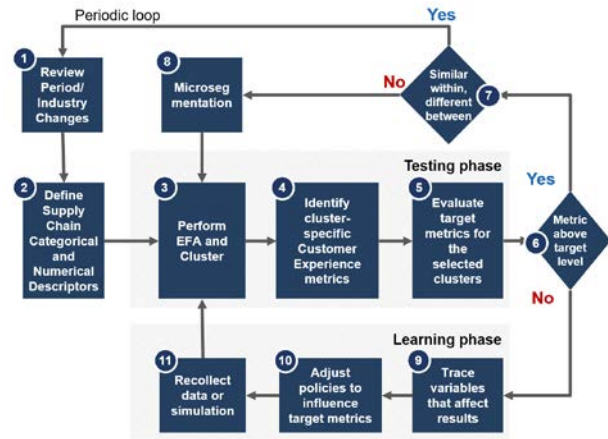 Periodic loop
Yes
1
Review
Period/
Industry
Changes
8
Microseg
mentation
No
Similar
within,
different
between
7
Testing phase
Yes
2
Define
Supply
Chain
Categorical
and
Numerical
Descriptors
3
Perform
EFA and
Cluster
4
Identify
cluster-
specific
Customer
Experience
metrics
5
Evaluate
target
metrics for
the
selected
clusters
6
Metric
above
target
level
No
Learning phase
11
Recollect
data or
simulation
10
Adjust
policies to
influence
target metrics
9
Trace
variables
that affect
results